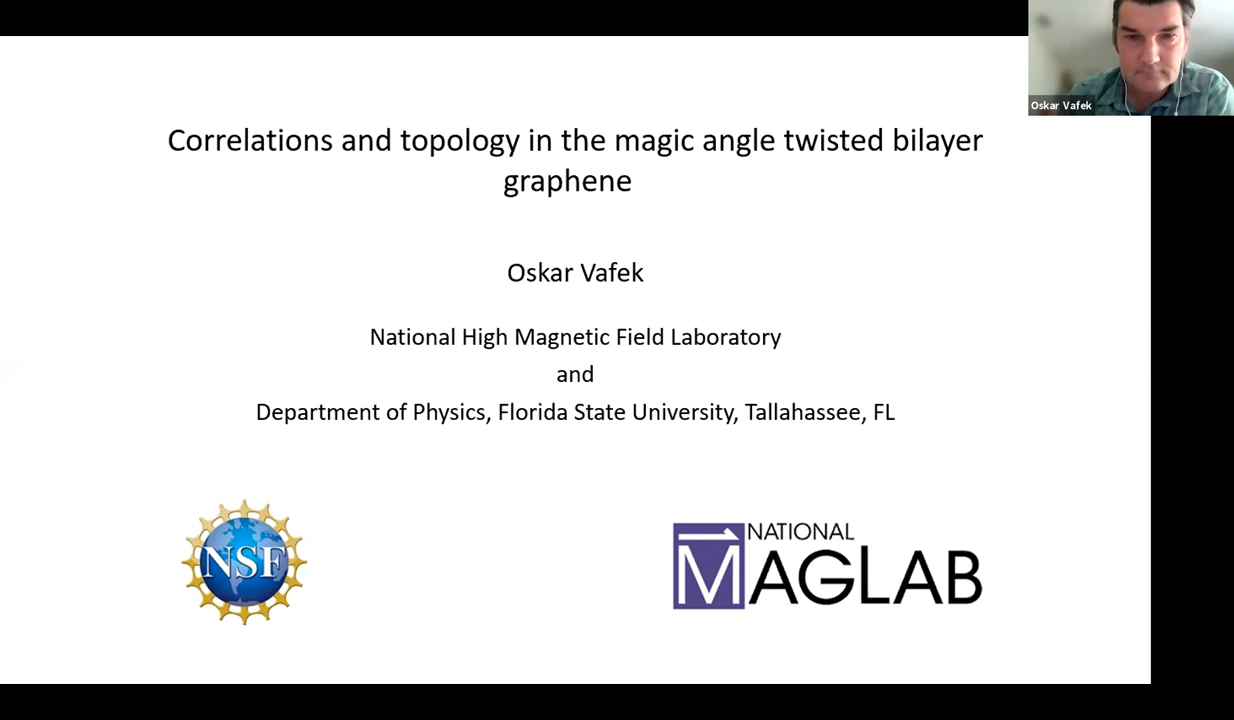 Oskar Vafek
Correlations and topology in the magic angle twisted bilayer
graphene
Oskar Vafek
National High Magnetic Field Laboratory
and
Department of Physics, Florida State University, Tallahassee, FL
NSF
NATIONAL
MAGLAB